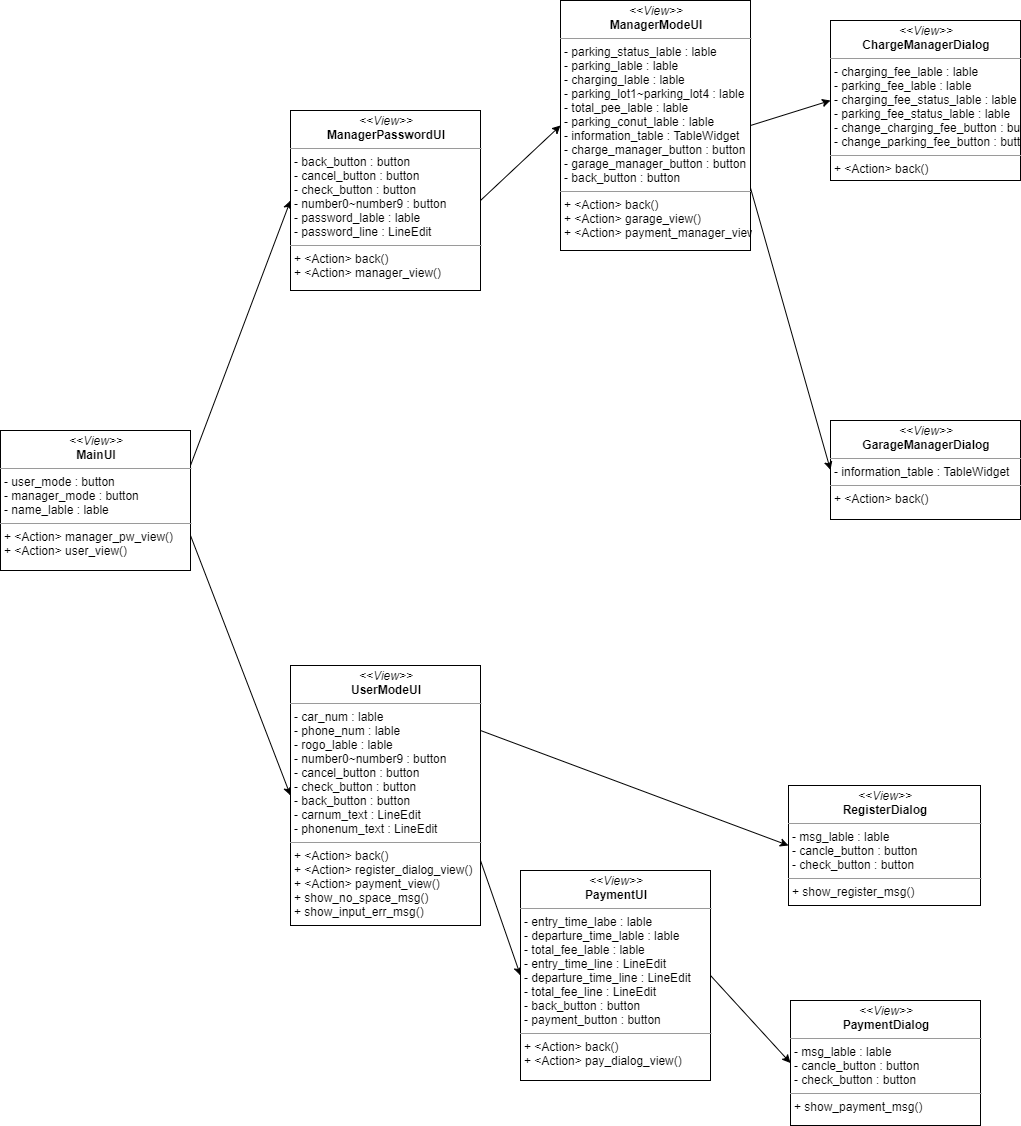 <<View>>
ManagerModeUI
- parking_status_lable : lable
- parking_lable : lable
- charging_lable : lable
- parking_lot1~parking_lot4 : lable
- total_pee_lable : lable
- parking_conut_lable : lable
- information_table : TableWidget
- charge_manager_button : button
- garage_manager_button : button
- back_button : button
+ <Action> back()
+ <Action> garage_view()
+ <Action> payment_manager_view
<<View>>
ChargeManagerDialog
- charging_fee_lable : lable
- parking_fee_lable : lable
- charging_fee_status_lable : lable
- parking_fee_status_lable : lable
- change_charging_fee_button : bu
- change_parking_fee_button : butt
+ <Action> back()
<<View>>
ManagerPasswordUI
- back_button : button
- cancel_button : button
- check_button : button
- number0~number9 : button
- password_lable : lable
- password_line : LineEdit
+ <Action> back()
+ <Action> manager_view()
<<View>>
MainUI
- user_mode : button
- manager_mode : button
- name_lable : lable
+ <Action> manager_pw_view()
+ <Action> user_view()
<<View>>
GarageManagerDialog
- information_table : TableWidget
+ <Action> back()
<<View>>
UserModeUI
- car_num : lable
- phone_num : lable
- rogo_lable : lable
- number0~number9 : button
- cancel_button : button
- check_button : button
- back_button : button
- carnum_text : LineEdit
- phonenum_text : LineEdit
+ <Action> back()
+ <Action> register_dialog_view()
+ <Action> payment_view()
+ show_no_space_msg()
+ show_input_err_msg()
<<View>>
RegisterDialog
- msg_lable : lable
- cancle_button : button
- check_button : button
+ show_register_msg()
<<View>>
PaymentUI
- entry_time_labe : lable
- departure_time_lable : lable
- total_fee_lable : lable
- entry_time_line : LineEdit
- departure_time_line : LineEdit
- total_fee_line : LineEdit
- back_button : button
- payment_button : button
+ <Action> back()
+ <Action> pay_dialog_view()
<<View>>
PaymentDialog
- msg_lable : lable
- cancle_button : button
- check_button : button
+ show_payment_msg()